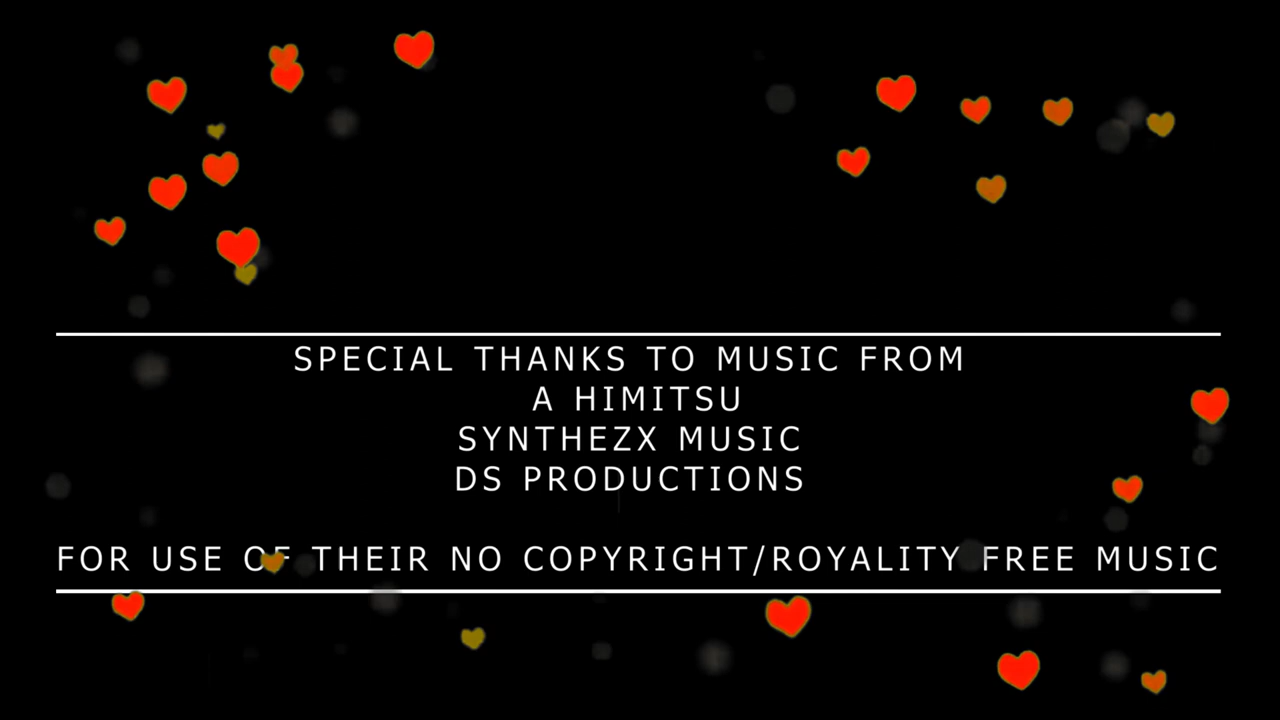 SPECIAL THANKS TO MUSIC FROM
A HIMITSU
SYNTHEZX MUSIC
DS PRODUCTIONS
FOR USE OF THEIR NO COPYRIGHT/ROYALITY FREE MUSIC